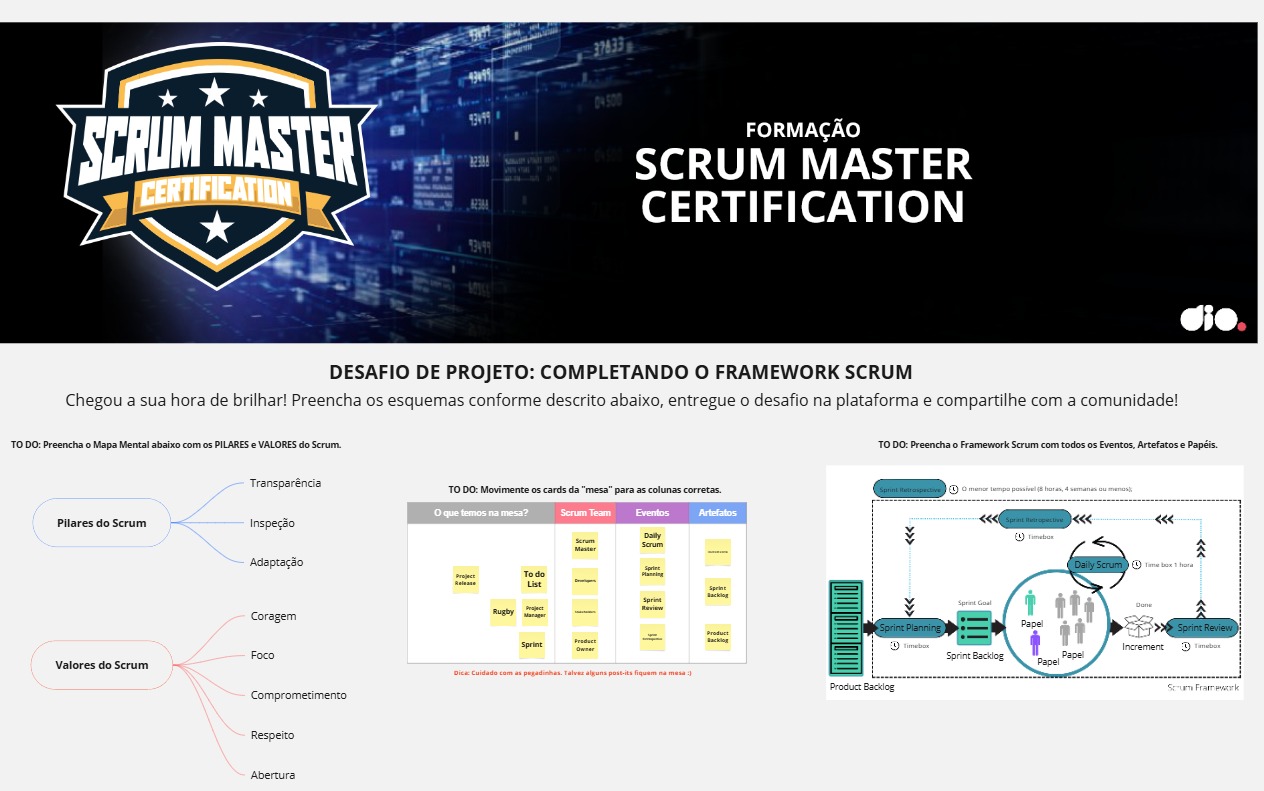 SCRUM MASTER
CERTIFICATION
37633
93499
04500
93499
82388
82388
93499
FORMAÇÃO
SCRUM MASTER
CERTIFICATION
dio.
DESAFIO DE PROJETO: COMPLETANDO O FRAMEWORK SCRUM
Chegou a sua hora de brilhar! Preencha os esquemas conforme descrito abaixo, entregue o desafio na plataforma e compartilhe com a comunidade!
TO DO: Preencha o Mapa Mental abaixo com os PILARES e VALORES do Scrum.
Pilares do Scrum
Transparência
Inspeção
Adaptação
Valores do Scrum
Coragem
Foco
Comprometimento
Respeito
Abertura
TO DO: Movimente os cards da "mesa" para as colunas corretas.
O que temos na mesa?
Scrum Team
Eventos
Artefatos
Project
Release
To do
List
Rugby
Project
Manager
Sprint
Scrum
Master
Developers
Product
Owner
Daily
Scrum
Sprint
Planning
Sprint
Review
Sprint
Retrospective
Sprint
Backlog
Product
Backlog
Dica: Cuidado com as pegadinhas. Talvez alguns post-its fiquem na mesa :)
TO DO: Preencha o Framework Scrum com todos os Eventos, Artefatos e Papéis.
Sprint Retrospective
O menor tempo possível (8 horas, 4 semanas ou menos);
Sprint Retrospective
Timebox
Daily Scrum
Time box 1 hora
Sprint Planning
Timebox
Sprint Goal
Sprint Backlog
Papel
Papel
Papel
Done
Increment
Sprint Review
Timebox
Product Backlog
Scrum Framework